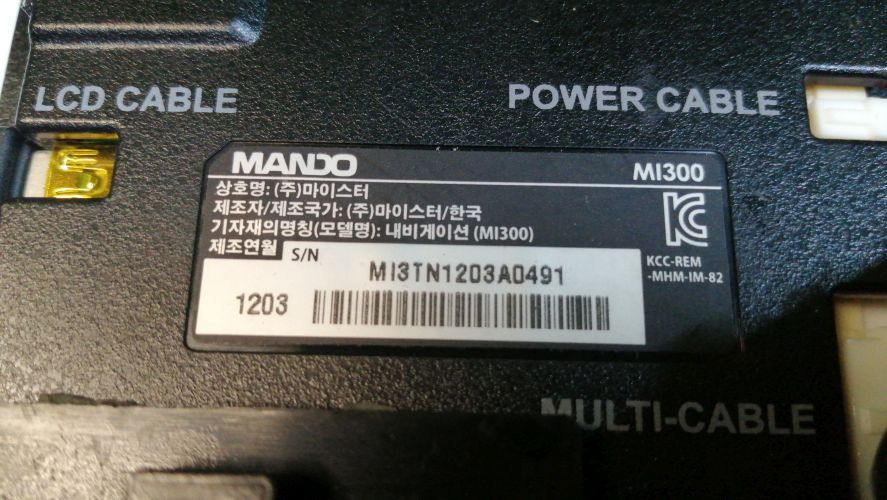 LCD CABLE
POWER CABLE
MANDO
MI300
상호명: (주)마이스터
제조자/제조국가: (주)마이스터/한국
기자재의명칭(모델명): 내비게이션 (MI300)
제조연월
S/N
KCC-REM
-MHM-IM-82
MI3TN1203A0491
1203
MULTI-CABLE